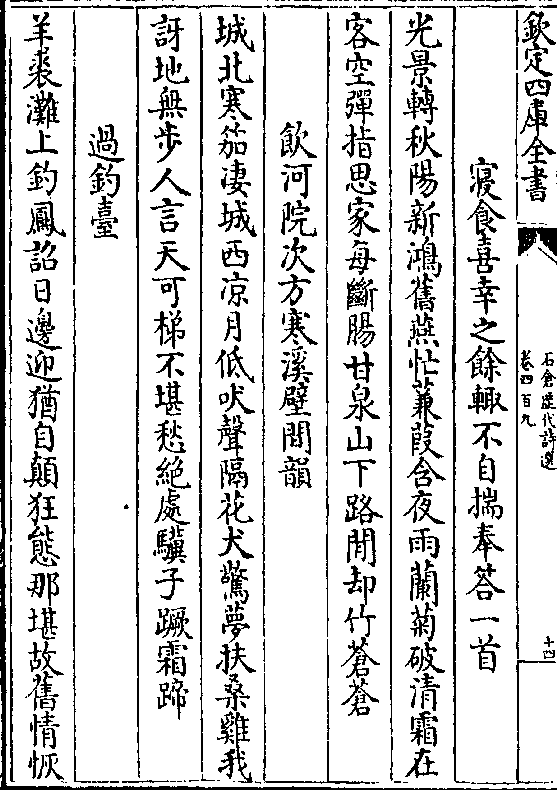 欽定四庫全書
石倉歷代詩選
卷四百九
十四
寢食喜幸之餘輙不自揣奉答一首
光景轉秋陽新鴻舊燕忙蒹葭含夜雨蘭菊破清霜在
客空彈指思家每斷腸甘泉山下路閒却竹蒼蒼
飲河院次方寒溪壁間韻
城北寒笳凄城西凉月低吠聲隔花犬驚夢扶桑雞我
訝地無步人言天可梯不堪愁絕處驥子蹶霜蹄
過釣臺
羊裘灘上釣鳳詔日邊迎猶自顛狂態那堪故舊情恢